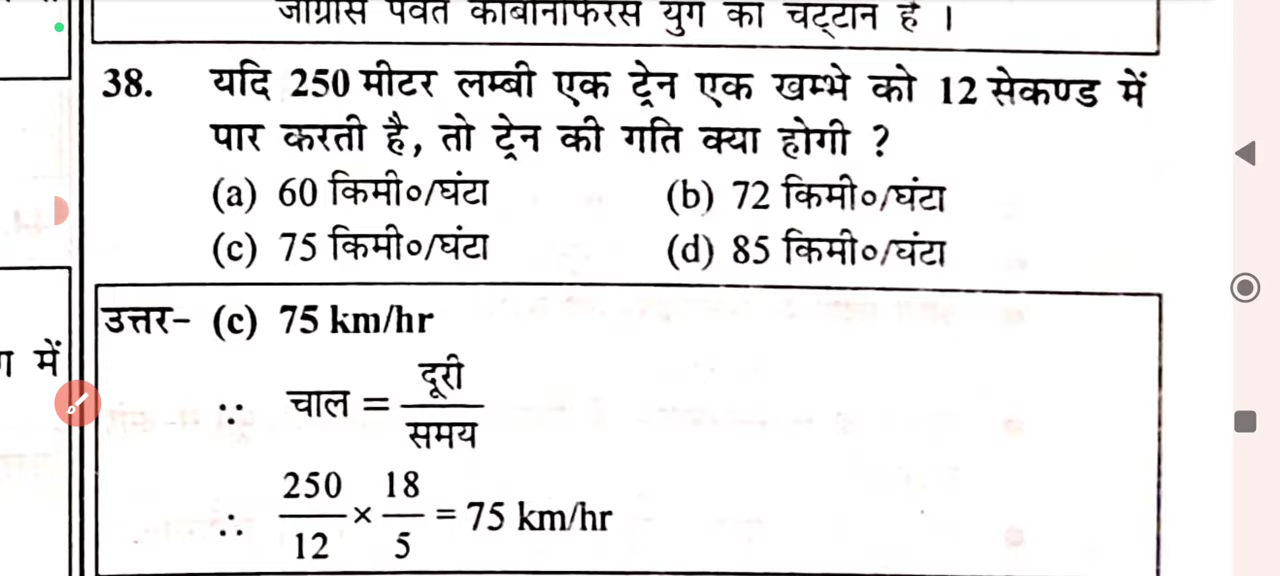 जाग्रोस पर्वत कार्बोनीफेरस युग की चट्टान है ।
38. यदि 250 मीटर लम्बी एक ट्रेन एक खम्भे को 12 सेकण्ड में
पार करती है, तो ट्रेन की गति क्या होगी ?
(a) 60 किमी०/घंटा (b) 72 किमी०/घंटा
(c) 75 किमी०/घंटा (d) 85 किमी०/घंटा
उत्तर– (c) 75 km/hr
में
∵ चाल = दूरी / समय
∴ 250/12 × 18/5 = 75 km/hr